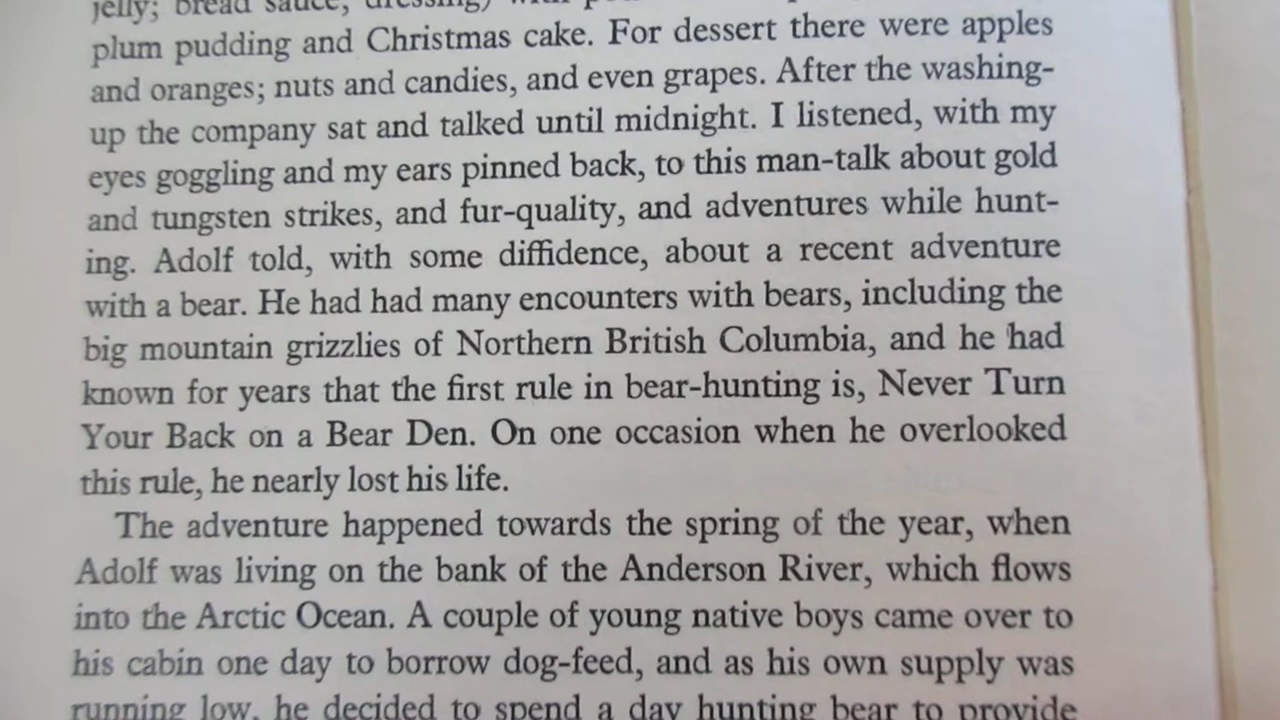 jelly; bread sauce, dressing) with
plum pudding and Christmas cake. For dessert there were apples
and oranges; nuts and candies, and even grapes. After the washing-
up the company sat and talked until midnight. I listened, with my
eyes goggling and my ears pinned back, to this man-talk about gold
and tungsten strikes, and fur-quality, and adventures while hunt-
ing. Adolf told, with some diffidence, about a recent adventure
with a bear. He had had many encounters with bears, including the
big mountain grizzlies of Northern British Columbia, and he had
known for years that the first rule in bear-hunting is, Never Turn
Your Back on a Bear Den. On one occasion when he overlooked
this rule, he nearly lost his life.
The adventure happened towards the spring of the year, when
Adolf was living on the bank of the Anderson River, which flows
into the Arctic Ocean. A couple of young native boys came over to
his cabin one day to borrow dog-feed, and as his own supply was
running low, he decided to spend a day hunting bear to provide